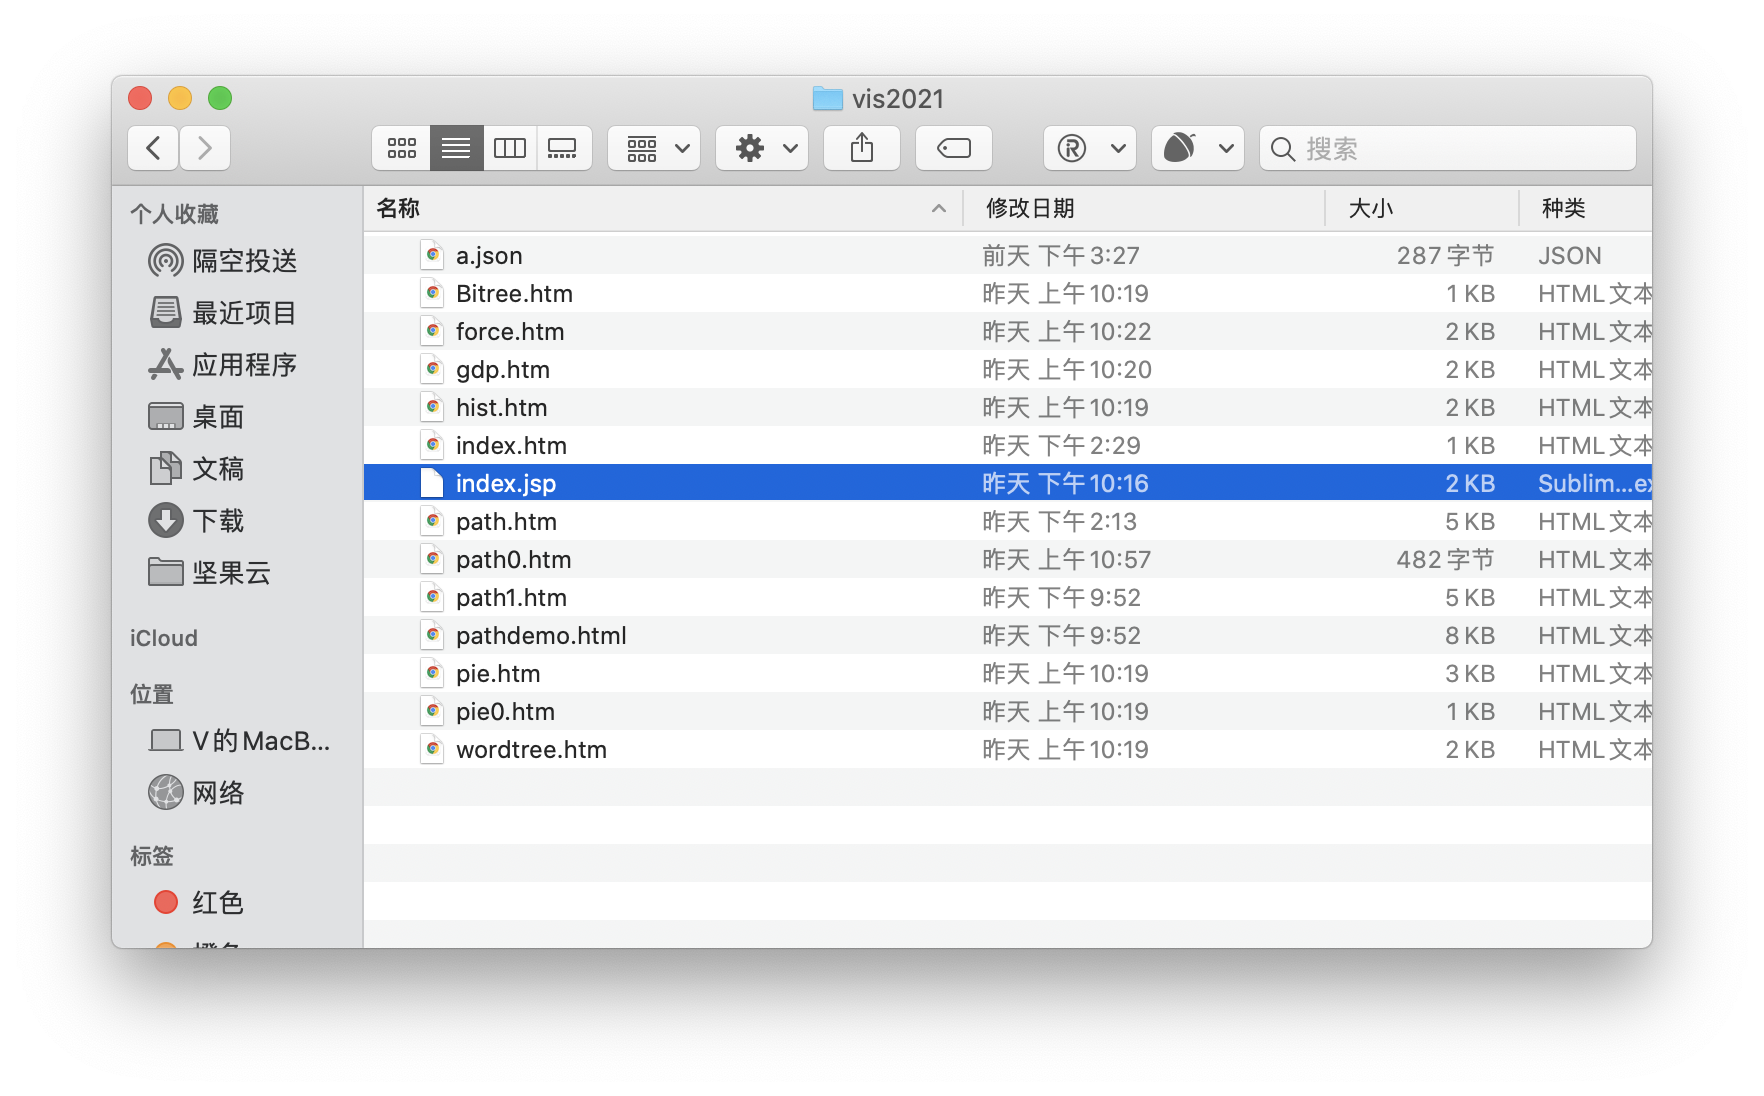 vis2021
搜索
个人收藏
隔空投送
最近项目
应用程序
桌面
文稿
下载
坚果云
iCloud
位置
V的MacB...
网络
标签
红色
名称 修改日期 大小 种类
a.json 前天 下午3:27 287 字节 JSON
Bitree.htm 昨天 上午10:19 1 KB HTML文本
force.htm 昨天 上午10:22 2 KB HTML文本
gdp.htm 昨天 上午10:20 2 KB HTML文本
hist.htm 昨天 上午10:19 2 KB HTML文本
index.htm 昨天 下午2:29 1 KB HTML文本
index.jsp 昨天 下午10:16 2 KB Sublim...ex
path.htm 昨天 下午2:13 5 KB HTML文本
path0.htm 昨天 上午10:57 482 字节 HTML文本
path1.htm 昨天 下午9:52 5 KB HTML文本
pathdemo.html 昨天 下午9:52 8 KB HTML文本
pie.htm 昨天 上午10:19 3 KB HTML文本
pie0.htm 昨天 上午10:19 1 KB HTML文本
wordtree.htm 昨天 上午10:19 2 KB HTML文本